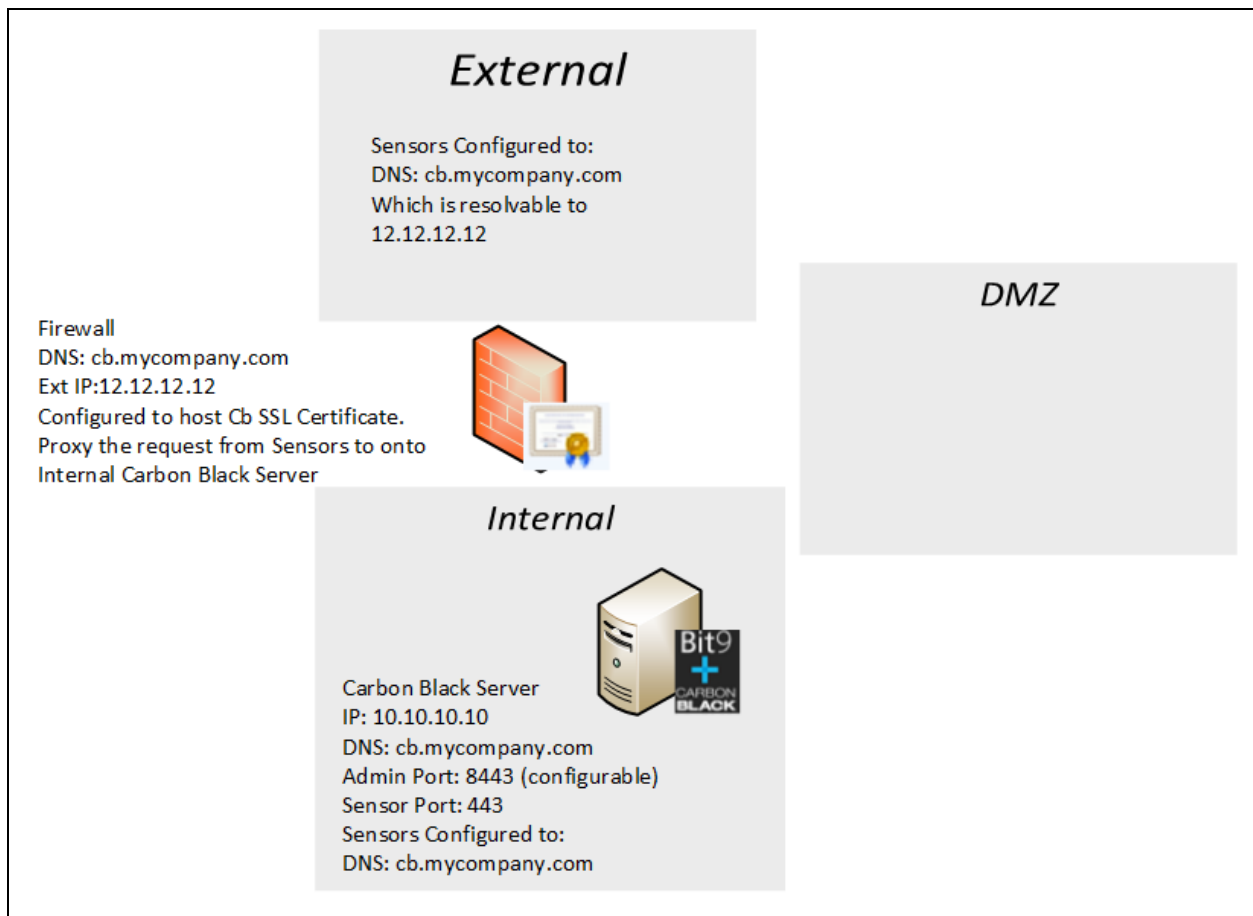 External
Sensors Configured to:
DNS: cb.mycompany.com
Which is resolvable to
12.12.12.12
DMZ
Firewall
DNS: cb.mycompany.com
Ext IP:12.12.12.12
Configured to host Cb SSL Certificate.
Proxy the request from Sensors to onto
Internal Carbon Black Server
Internal
Bit9
+
CARBON
BLACK
Carbon Black Server
IP: 10.10.10.10
DNS: cb.mycompany.com
Admin Port: 8443 (configurable)
Sensor Port: 443
Sensors Configured to:
DNS: cb.mycompany.com